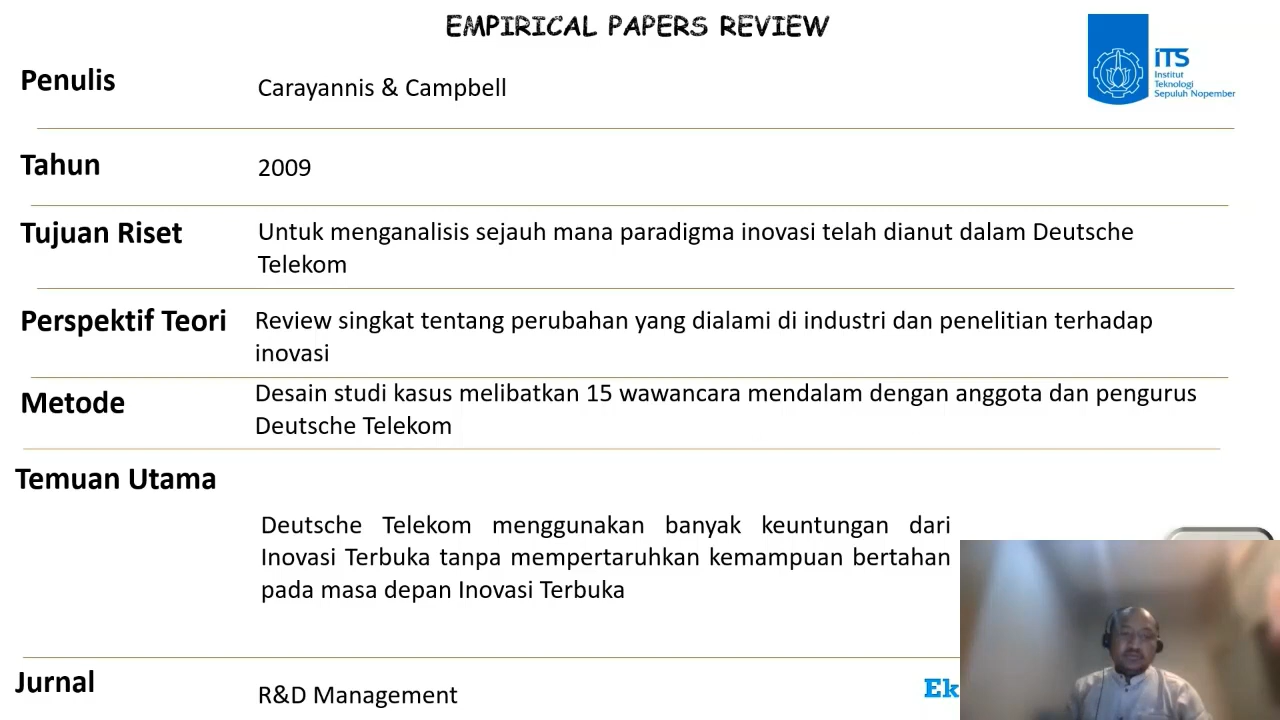 EMPIRICAL PAPERS REVIEW
ITS
Institut
Teknologi
Sepuluh Nopember
Penulis
Carayannis & Campbell
Tahun
2009
Tujuan Riset
Untuk menganalisis sejauh mana paradigma inovasi telah dianut dalam Deutsche
Telekom
Perspektif Teori
Review singkat tentang perubahan yang dialami di industri dan penelitian terhadap
inovasi
Metode
Desain studi kasus melibatkan 15 wawancara mendalam dengan anggota dan pengurus
Deutsche Telekom
Temuan Utama
Deutsche Telekom menggunakan banyak keuntungan dari
Inovasi Terbuka tanpa mempertaruhkan kemampuan bertahan
pada masa depan Inovasi Terbuka
Jurnal
R&D Management
Ek